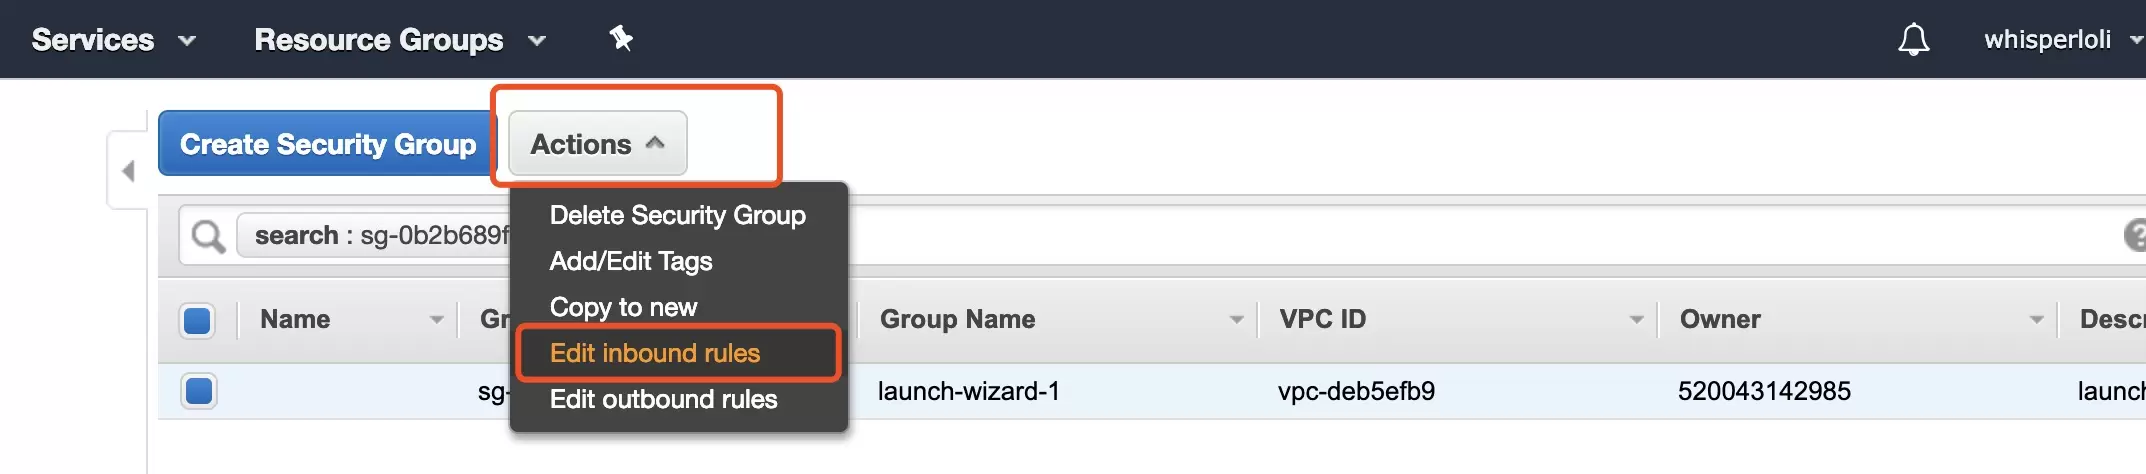 Services Resource Groups whisperloli
Create Security Group Actions
Delete Security Group
search : sg-0b2b689f
Add/Edit Tags
Copy to new
Name Gr Group Name VPC ID Owner Descr
Edit inbound rules
sg- launch-wizard-1 vpc-deb5efb9 520043142985 launch
Edit outbound rules